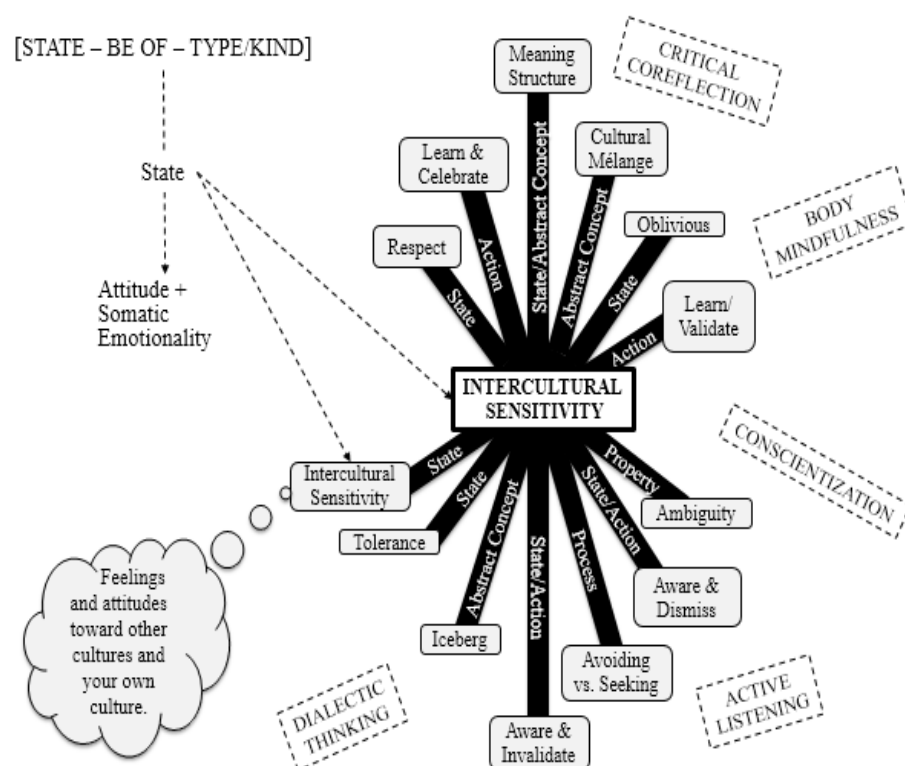 [STATE – BE OF – TYPE/KIND]
State
Attitude +
Somatic
Emotionality
CRITICAL
COREFLECTION
Meaning
Structure
Cultural
Mélange
Learn &
Celebrate
Oblivious
BODY
MINDFULNESS
Respect
Learn/
Validate
State
Action
State/Abstract Concept
Abstract Concept
State
Action
INTERCULTURAL
SENSITIVITY
State
State
Abstract Concept
State/Action
Process
State/Action
Property
CONSCIENTIZATION
Intercultural
Sensitivity
Ambiguity
Tolerance
Aware
& Dismiss
Iceberg
Avoiding
vs. Seeking
Aware &
Invalidate
Feelings
and attitudes
toward other
cultures and
your own
culture.
DIALECTIC
THINKING
ACTIVE
LISTENING